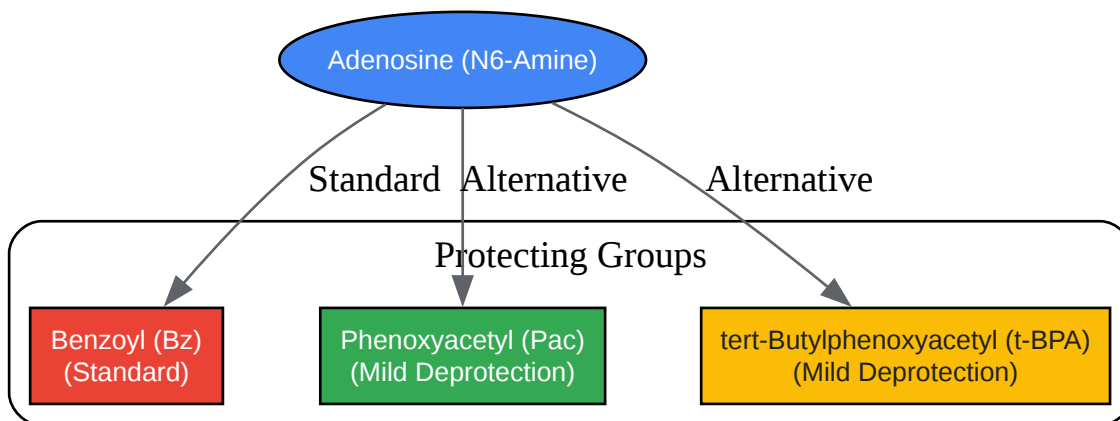 Adenosine (N6-Amine)
Standard
Alternative
Alternative
Protecting Groups
Benzoyl (Bz)
(Standard)
Phenoxyacetyl (Pac)
(Mild Deprotection)
tert-Butylphenoxyacetyl (t-BPA)
(Mild Deprotection)